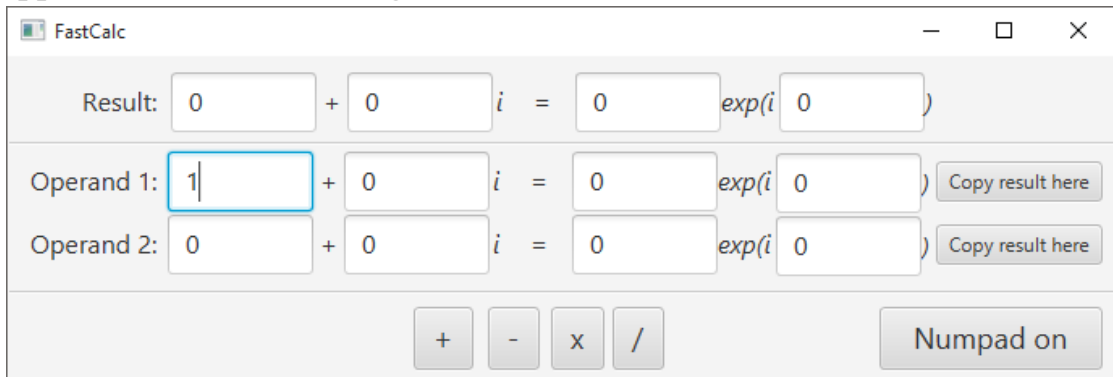 FastCalc
Result: 0 + 0 i = 0 exp(i 0 )
Operand 1: 1 + 0 i = 0 exp(i 0 ) Copy result here
Operand 2: 0 + 0 i = 0 exp(i 0 ) Copy result here
+ - x / Numpad on